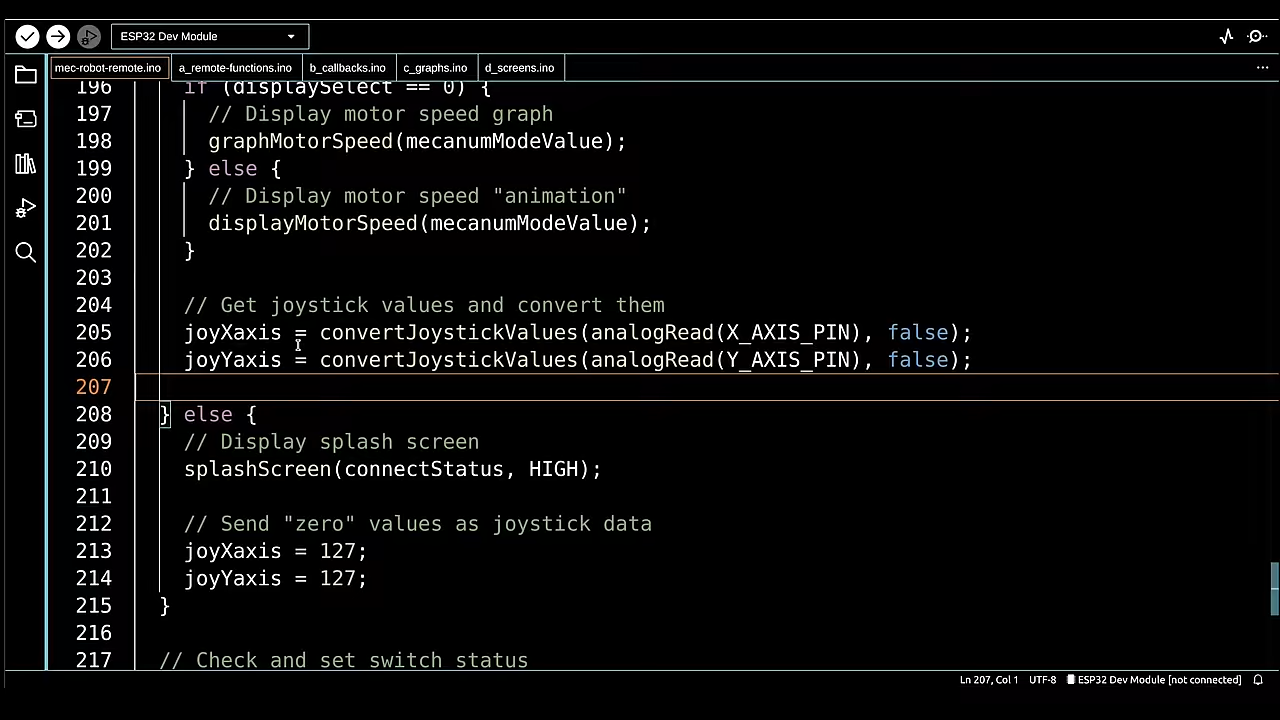 ESP32 Dev Module
mec-robot-remote.ino a_remote-functions.ino b_callbacks.ino c_graphs.ino d_screens.ino
196 if (displaySelect == 0) {
197 // Display motor speed graph
198 graphMotorSpeed(mecanumModeValue);
199 } else {
200 // Display motor speed "animation"
201 displayMotorSpeed(mecanumModeValue);
202 }
203
204 // Get joystick values and convert them
205 joyXaxis = convertJoystickValues(analogRead(X_AXIS_PIN), false);
206 joyYaxis = convertJoystickValues(analogRead(Y_AXIS_PIN), false);
207
208 } else {
209 // Display splash screen
210 splashScreen(connectStatus, HIGH);
211
212 // Send "zero" values as joystick data
213 joyXaxis = 127;
214 joyYaxis = 127;
215 }
216
217 // Check and set switch status
Ln 207, Col 1 UTF-8 ESP32 Dev Module [not connected]